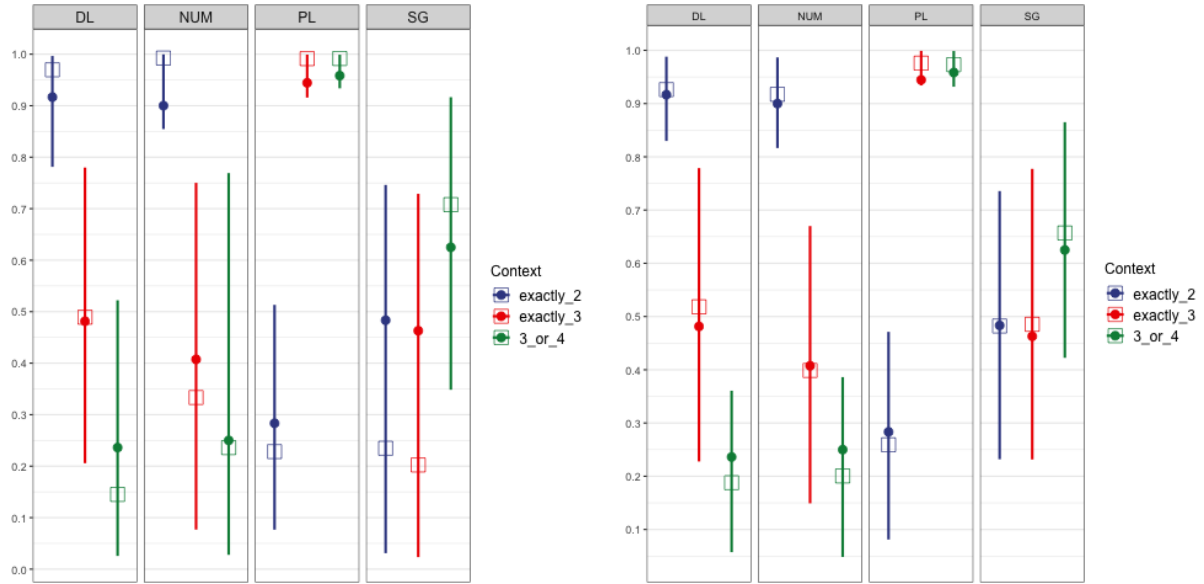 DL NUM PL SG
1.0
0.9
0.8
0.7
0.6
0.5
0.4
0.3
0.2
0.1
0.0
Context
exactly_2
exactly_3
3_or_4
DL NUM PL SG
1.0
0.9
0.8
0.7
0.6
0.5
0.4
0.3
0.2
0.1
Context
exactly_2
exactly_3
3_or_4